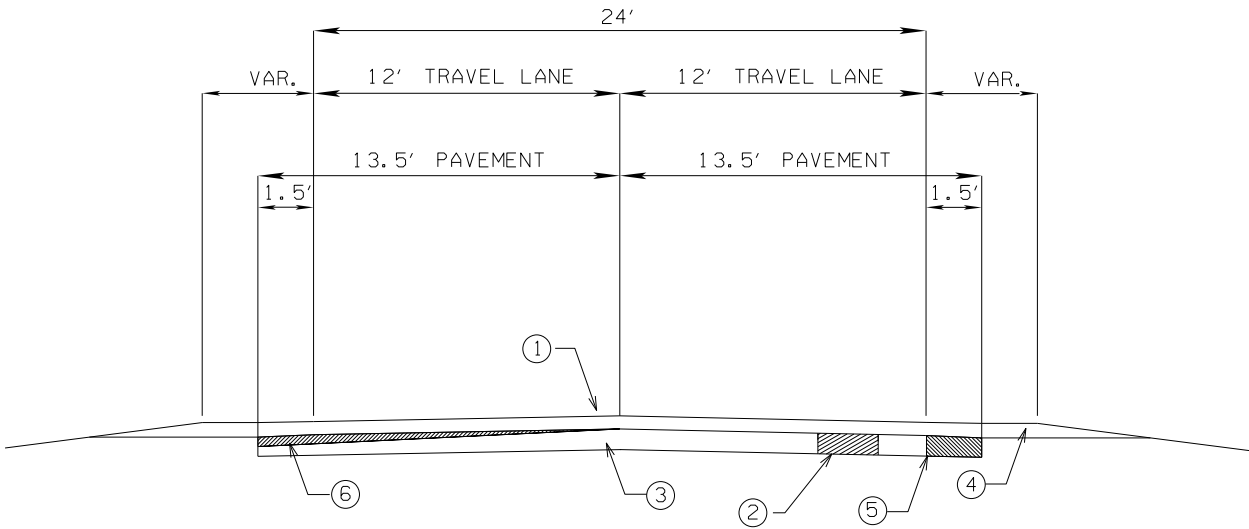 24'
VAR. 12' TRAVEL LANE 12' TRAVEL LANE VAR.
13.5' PAVEMENT 13.5' PAVEMENT
1.5' 1.5'
1
6 3 2 5 4